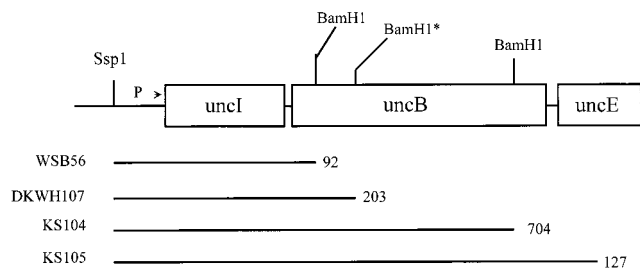 BamH1
BamH1*
BamH1
Ssp1
P
uncI
uncB
uncE
WSB56 92
DKWH107 203
KS104 704
KS105 127